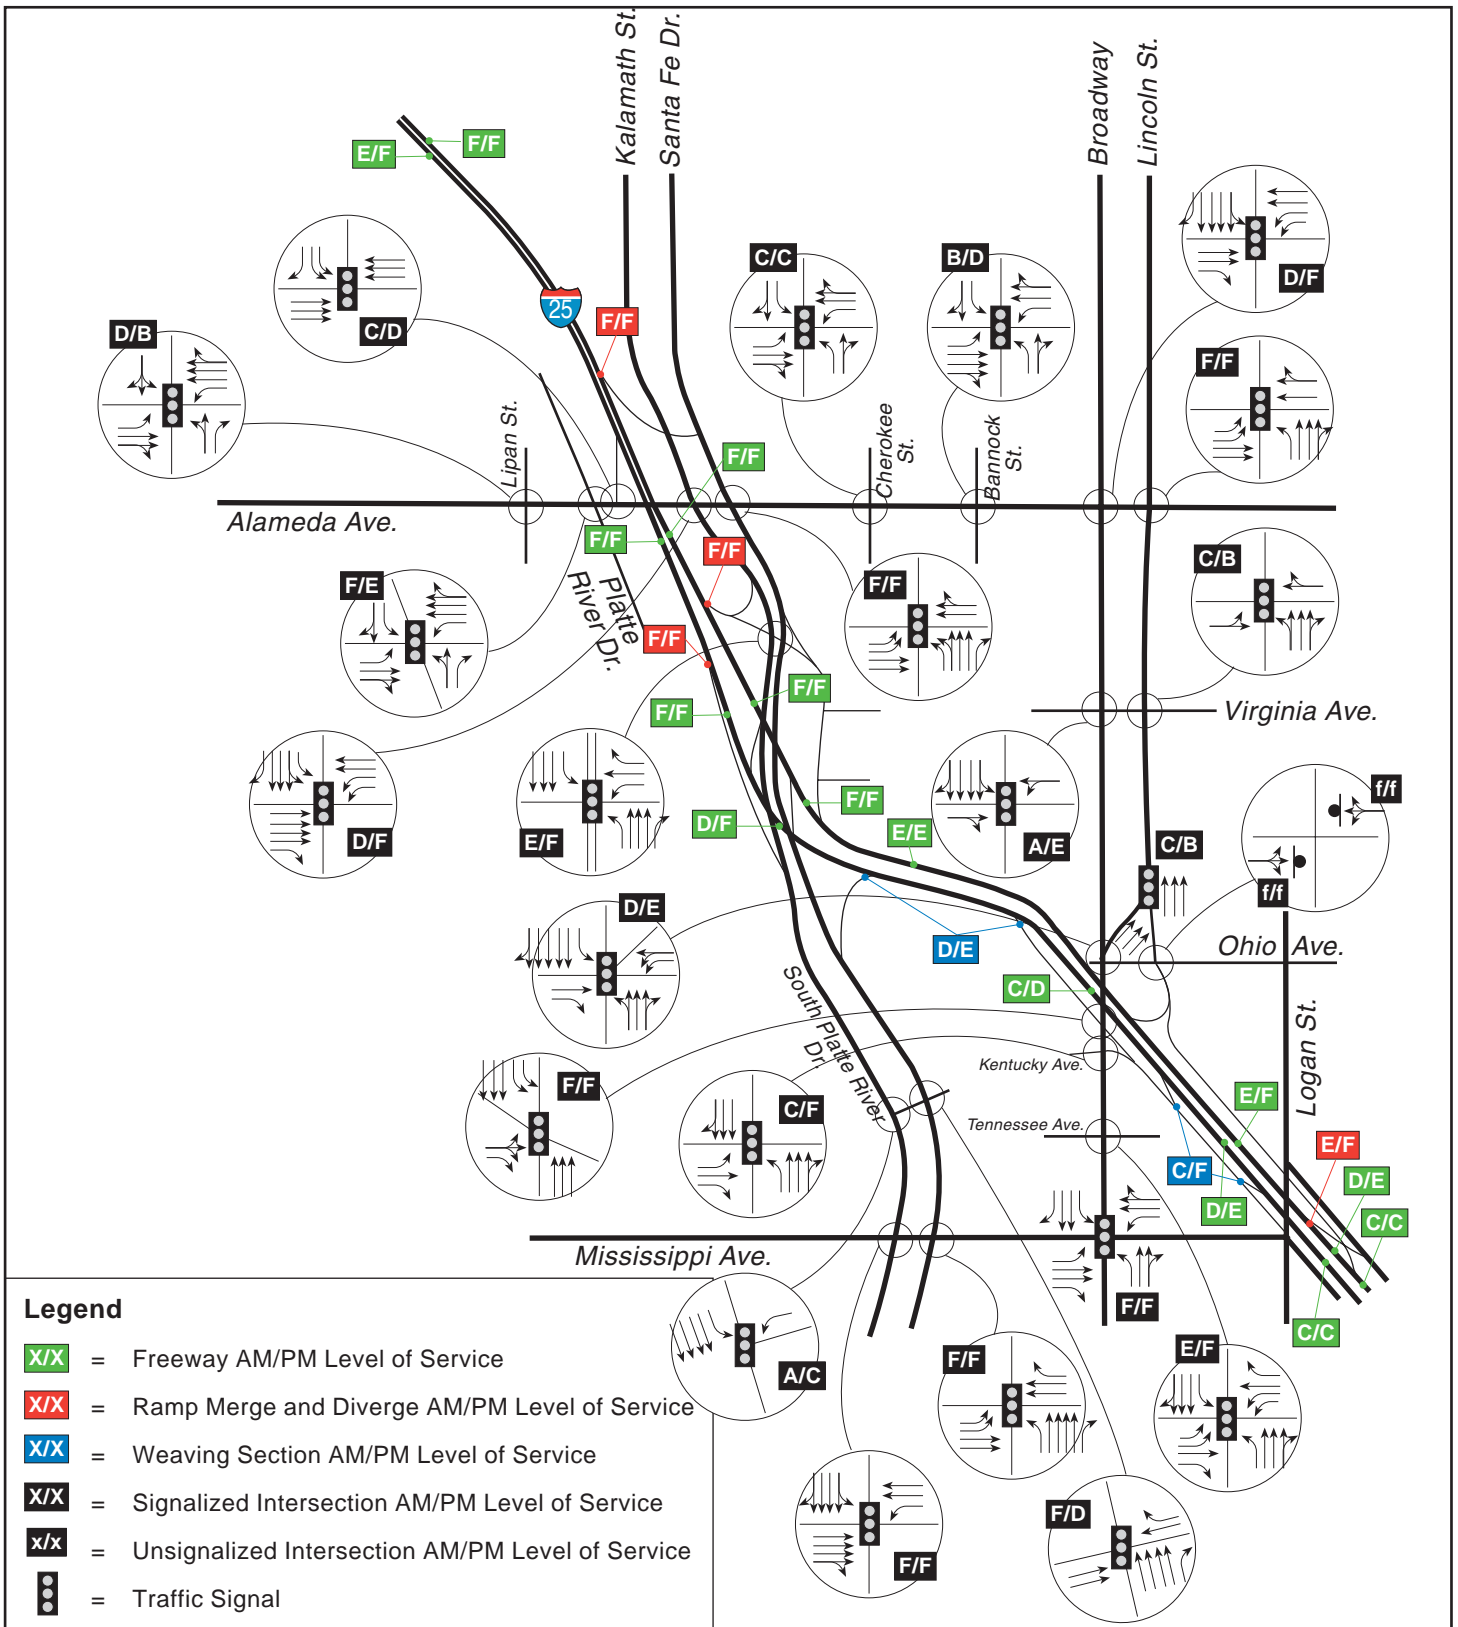 Kalamath St.
Santa Fe Dr.
Broadway
Lincoln St.
F/F
E/F
25
F/F
C/D
D/B
C/C
B/D
D/F
F/F
Lipan St.
F/F
Cherokee
St.
Bannock
St.
Alameda Ave.
F/F
F/F
Platte
River Dr.
F/E
F/F
F/F
C/B
F/F
F/F
Virginia Ave.
D/F
E/F
D/F
F/F
E/E
A/E
C/B
f/f
f/f
D/E
D/E
Ohio Ave.
C/D
South Platte River
Dr.
Kentucky Ave.
Logan St.
F/F
C/F
Tennessee Ave.
E/F
E/F
C/F
D/E
D/E
C/C
C/C
Mississippi Ave.
F/F
A/C
F/F
E/F
F/F
F/D
Legend
X/X = Freeway AM/PM Level of Service
X/X = Ramp Merge and Diverge AM/PM Level of Service
X/X = Weaving Section AM/PM Level of Service
X/X = Signalized Intersection AM/PM Level of Service
x/x = Unsignalized Intersection AM/PM Level of Service
= Traffic Signal